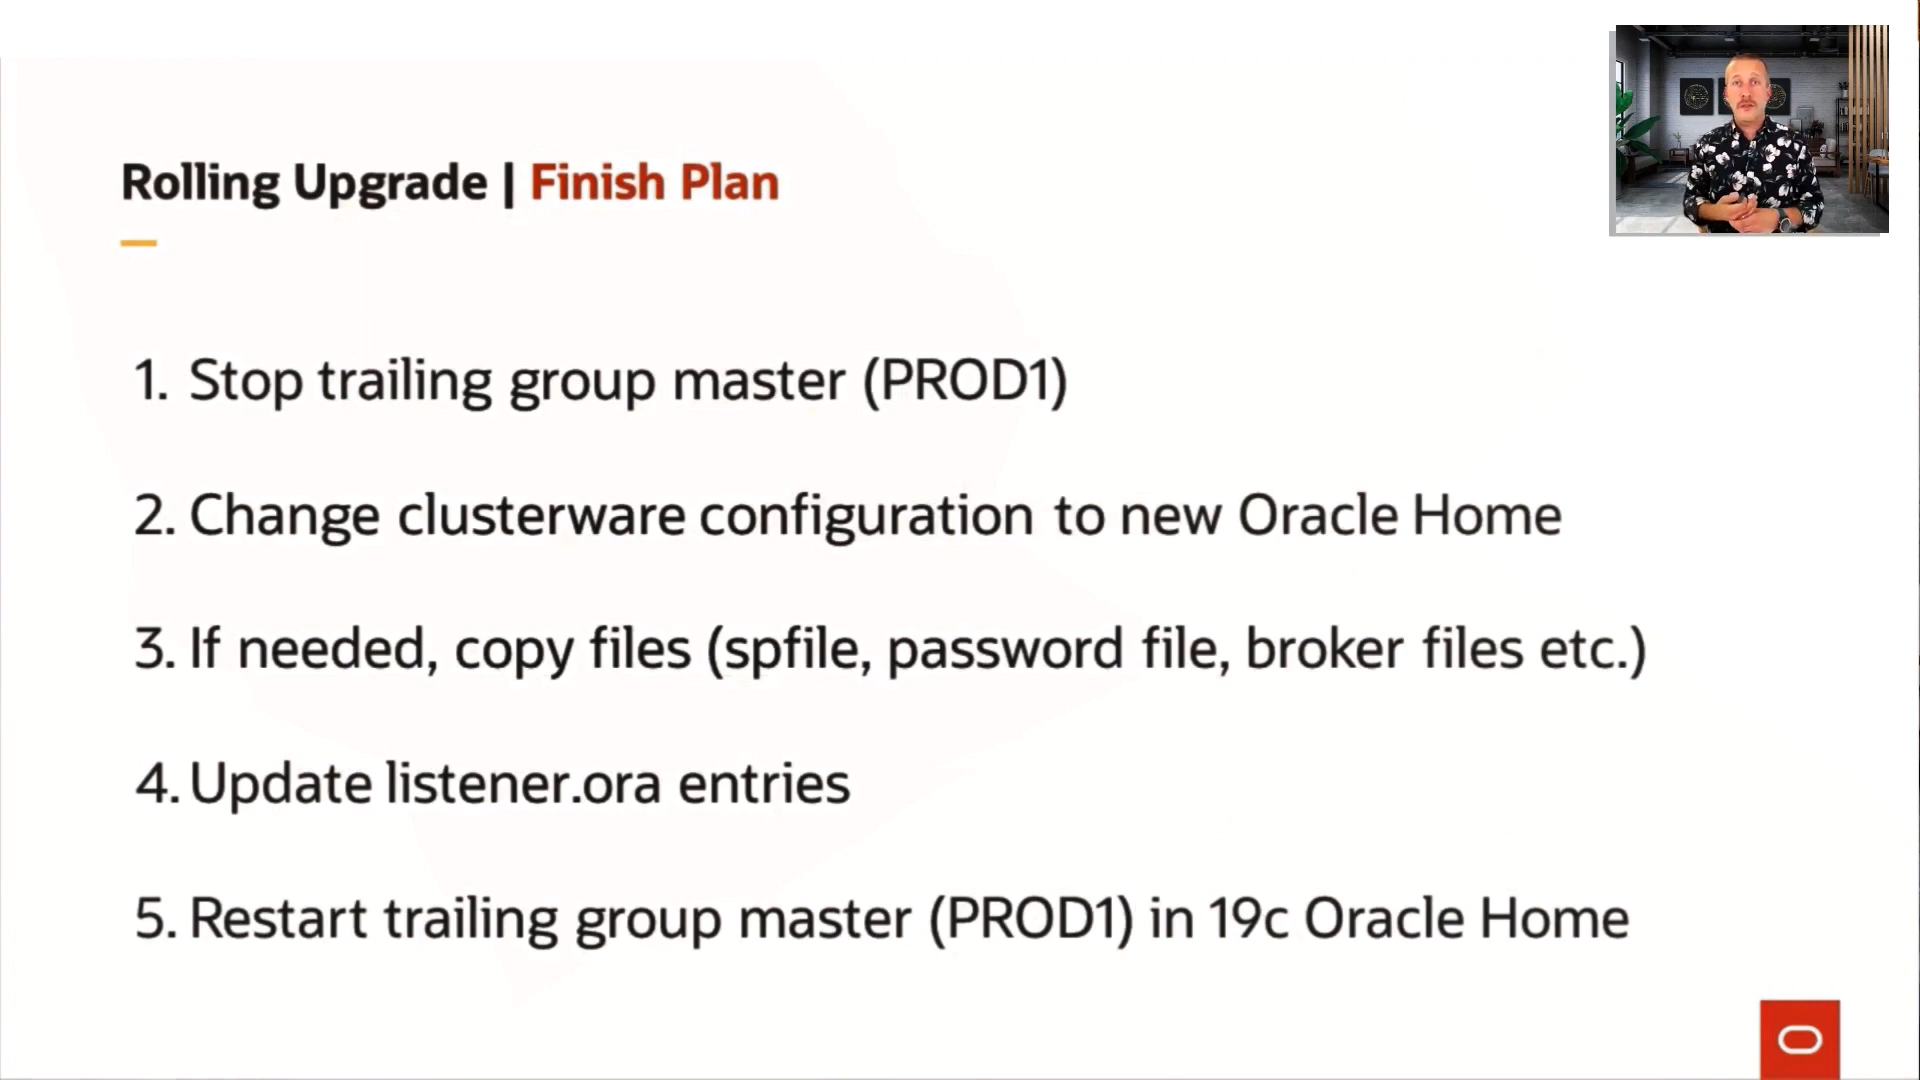 Rolling Upgrade | Finish Plan
1. Stop trailing group master (PROD1)
2. Change clusterware configuration to new Oracle Home
3. If needed, copy files (spfile, password file, broker files etc.)
4. Update listener.ora entries
5. Restart trailing group master (PROD1) in 19c Oracle Home